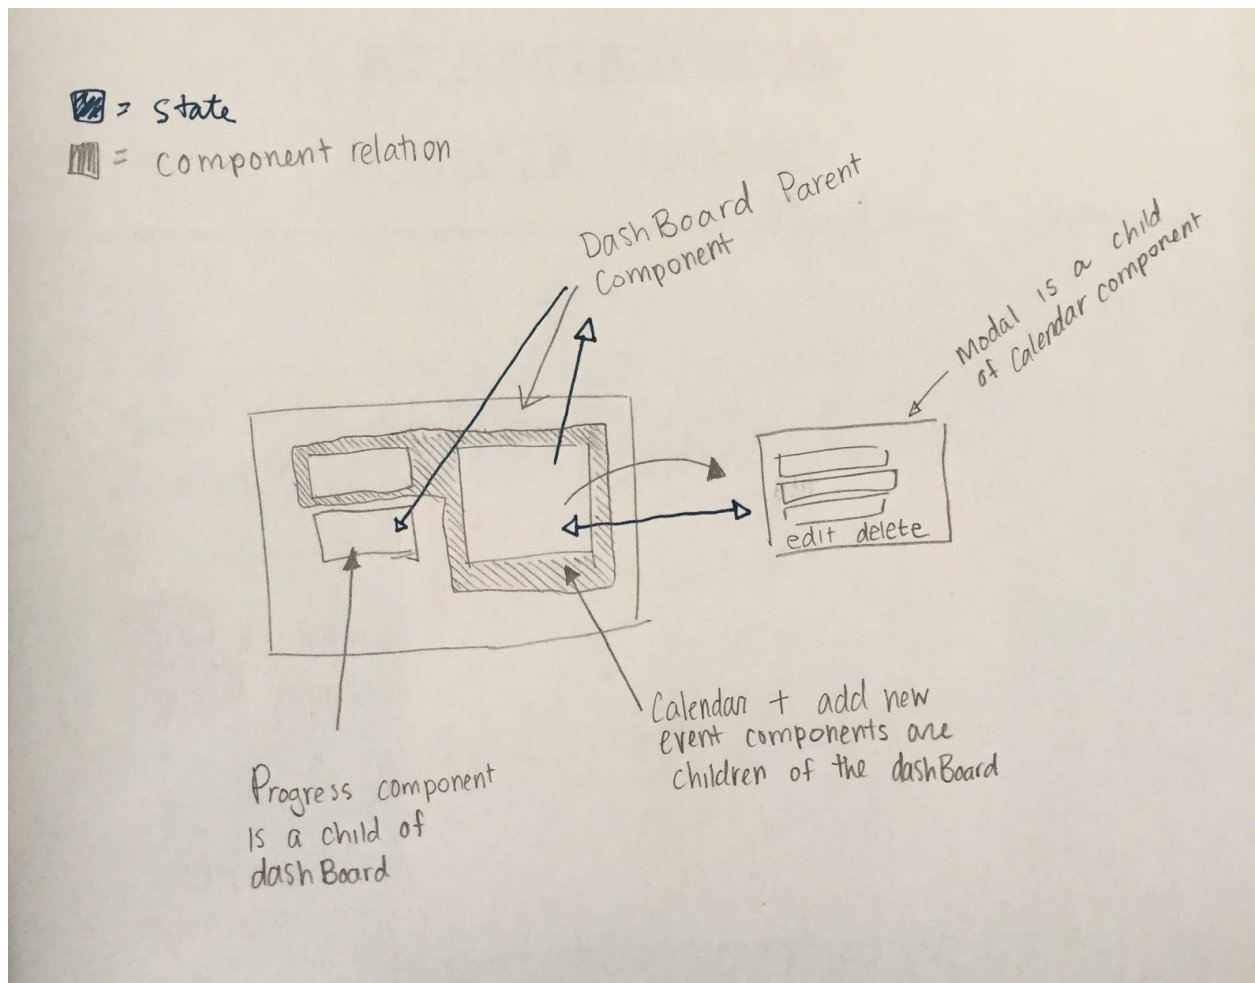 = state
= component relation
DashBoard Parent
Component
Modal is a child
of Calendar component
edit delete
Calendar + add new
event components are
children of the dashBoard
Progress component
is a child of
dashBoard